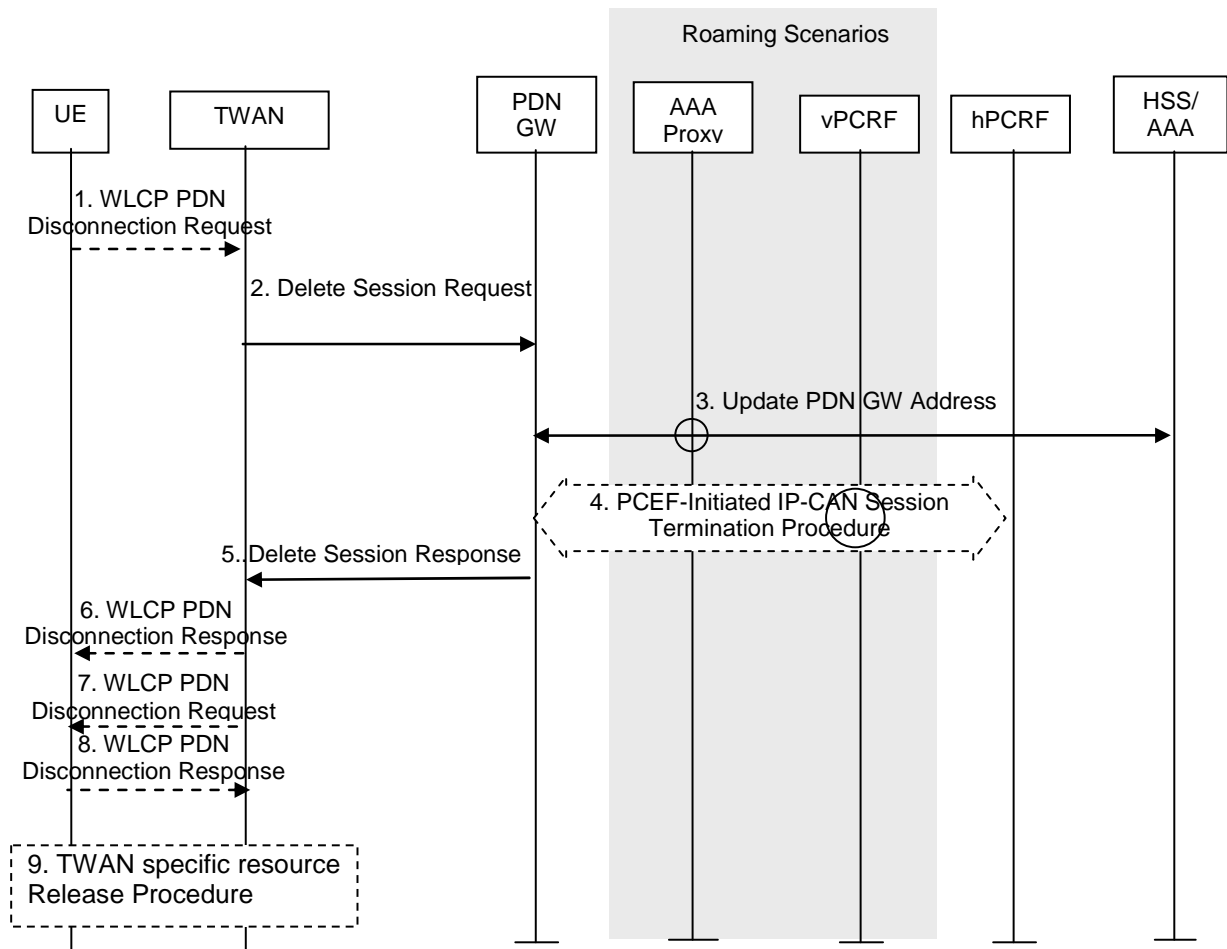 Roaming Scenarios
UE
TWAN
PDN
GW
AAA
Proxy
vPCRF
hPCRF
HSS/
AAA
1. WLCP PDN
Disconnection Request
2. Delete Session Request
3. Update PDN GW Address
4. PCEF-Initiated IP-CAN Session
Termination Procedure
5..Delete Session Response
6. WLCP PDN
Disconnection Response
7. WLCP PDN
Disconnection Request
8. WLCP PDN
Disconnection Response
9. TWAN specific resource
Release Procedure